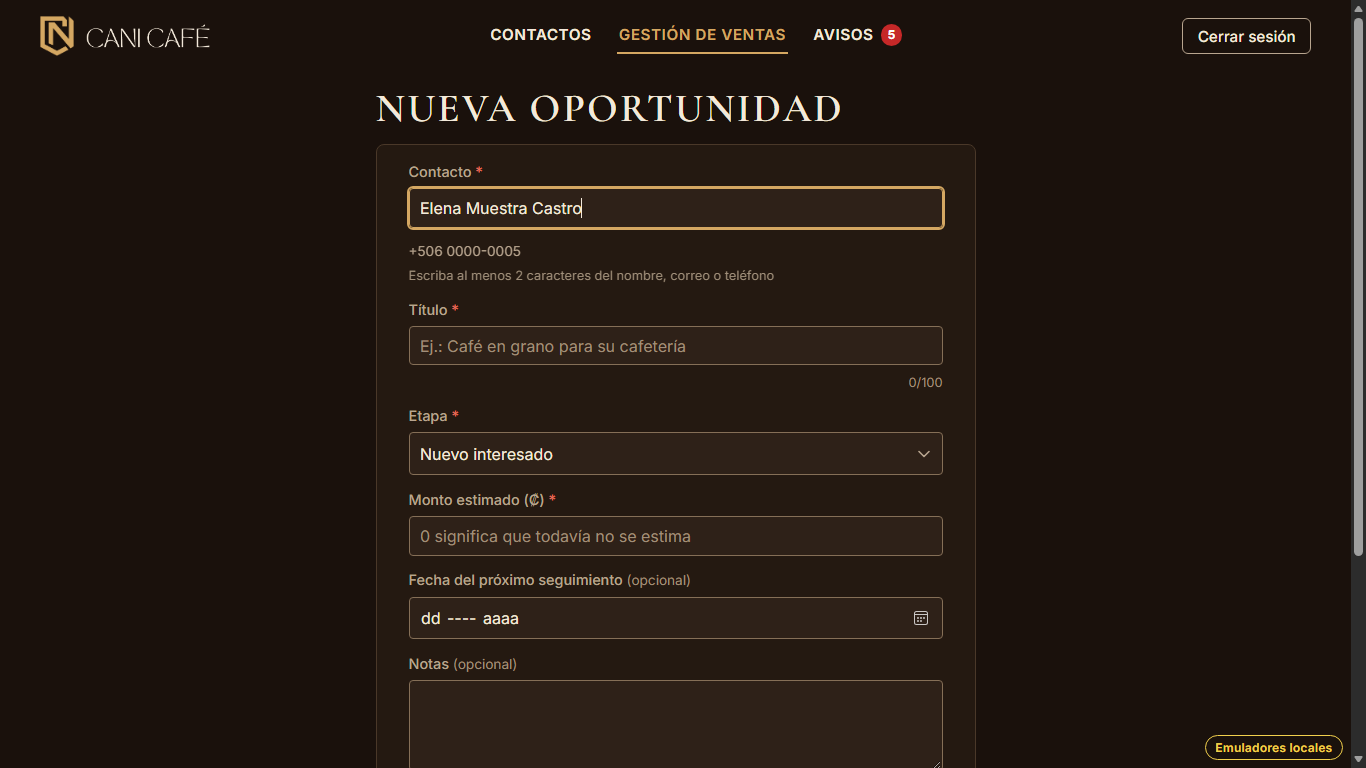 CANI CAFÉ
CONTACTOS
GESTIÓN DE VENTAS
AVISOS 5
Cerrar sesión
NUEVA OPORTUNIDAD
Contacto *
Elena Muestra Castro
+506 0000-0005
Escriba al menos 2 caracteres del nombre, correo o teléfono
Título *
Ej.: Café en grano para su cafetería
0/100
Etapa *
Nuevo interesado
Monto estimado (₡) *
0 significa que todavía no se estima
Fecha del próximo seguimiento (opcional)
dd ---- aaaa
Notas (opcional)
Emuladores locales